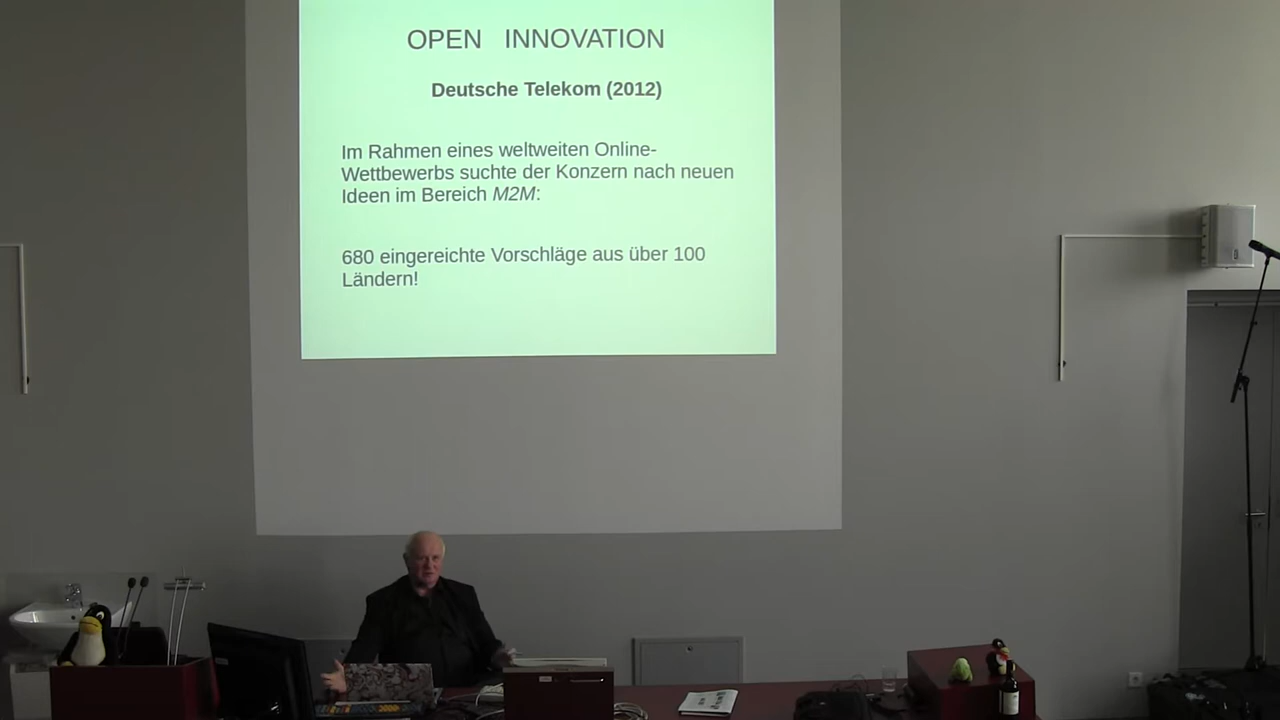 OPEN INNOVATION
Deutsche Telekom (2012)
Im Rahmen eines weltweiten Online-
Wettbewerbs suchte der Konzern nach neuen
Ideen im Bereich M2M:
680 eingereichte Vorschläge aus über 100
Ländern!